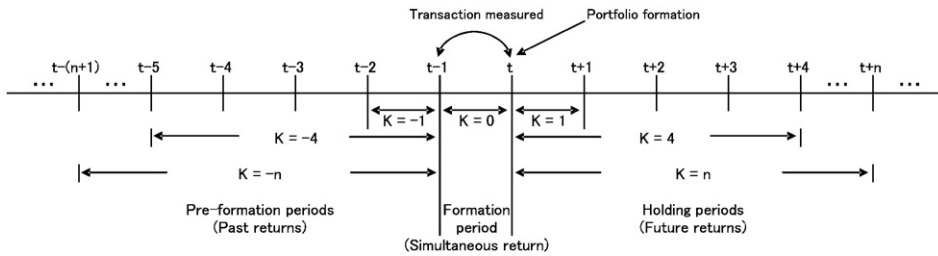 Transaction measured
Portfolio formation
t-(n+1) t-5 t-4 t-3 t-2 t-1 t t+1 t+2 t+3 t+4 t+n
... ... ... ...
K = -1 K = 0 K = 1
K = -4 K = 4
K = -n K = n
Pre-formation periods Formation Holding periods
(Past returns) period (Future returns)
(Simultaneous return)